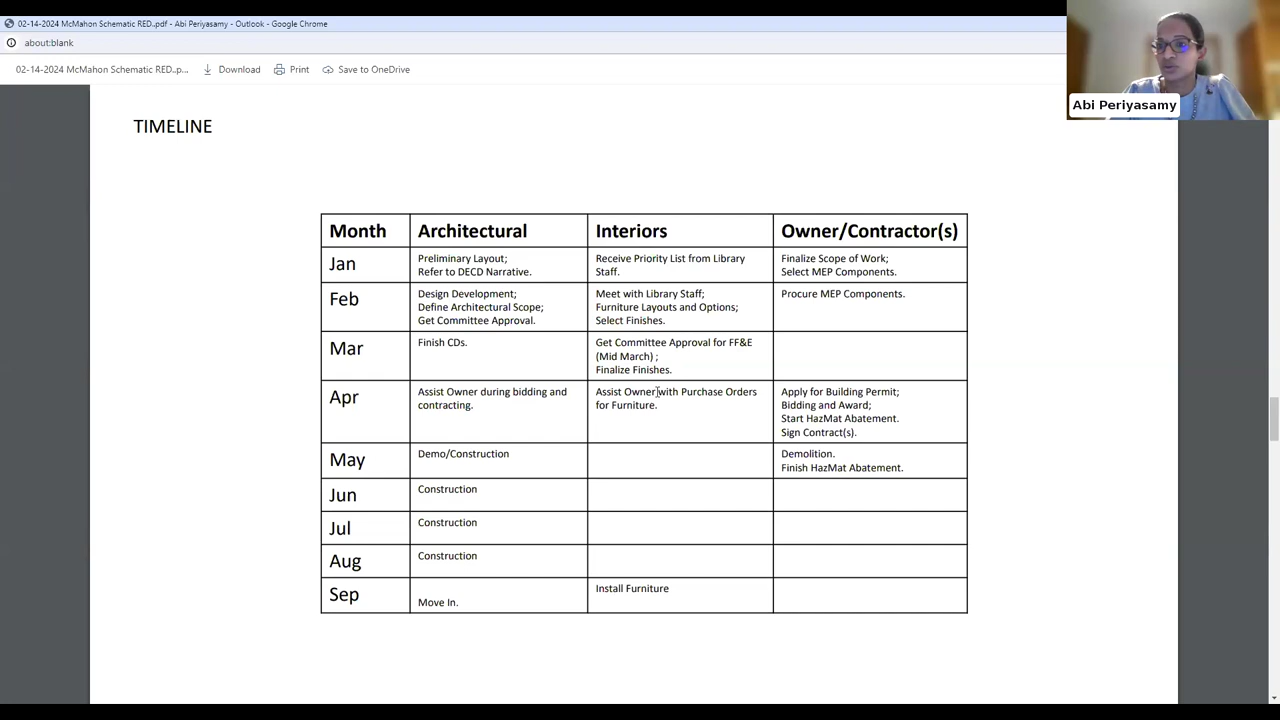 02-14-2024 McMahon Schematic RED..pdf - Abi Periyasamy - Outlook - Google Chrome
about:blank
02-14-2024 McMahon Schematic RED..p... Download Print Save to OneDrive
Abi Periyasamy
TIMELINE
Month Architectural Interiors Owner/Contractor(s)
Jan
Preliminary Layout;
Refer to DECD Narrative.
Receive Priority List from Library
Staff.
Finalize Scope of Work;
Select MEP Components.
Feb
Design Development;
Define Architectural Scope;
Get Committee Approval.
Meet with Library Staff;
Furniture Layouts and Options;
Select Finishes.
Procure MEP Components.
Mar
Finish CDs.
Get Committee Approval for FF&E
(Mid March) ;
Finalize Finishes.
Apr
Assist Owner during bidding and
contracting.
Assist Owner with Purchase Orders
for Furniture.
Apply for Building Permit;
Bidding and Award;
Start HazMat Abatement.
Sign Contract(s).
May
Demo/Construction
Demolition.
Finish HazMat Abatement.
Jun
Construction
Jul
Construction
Aug
Construction
Sep
Move In.
Install Furniture